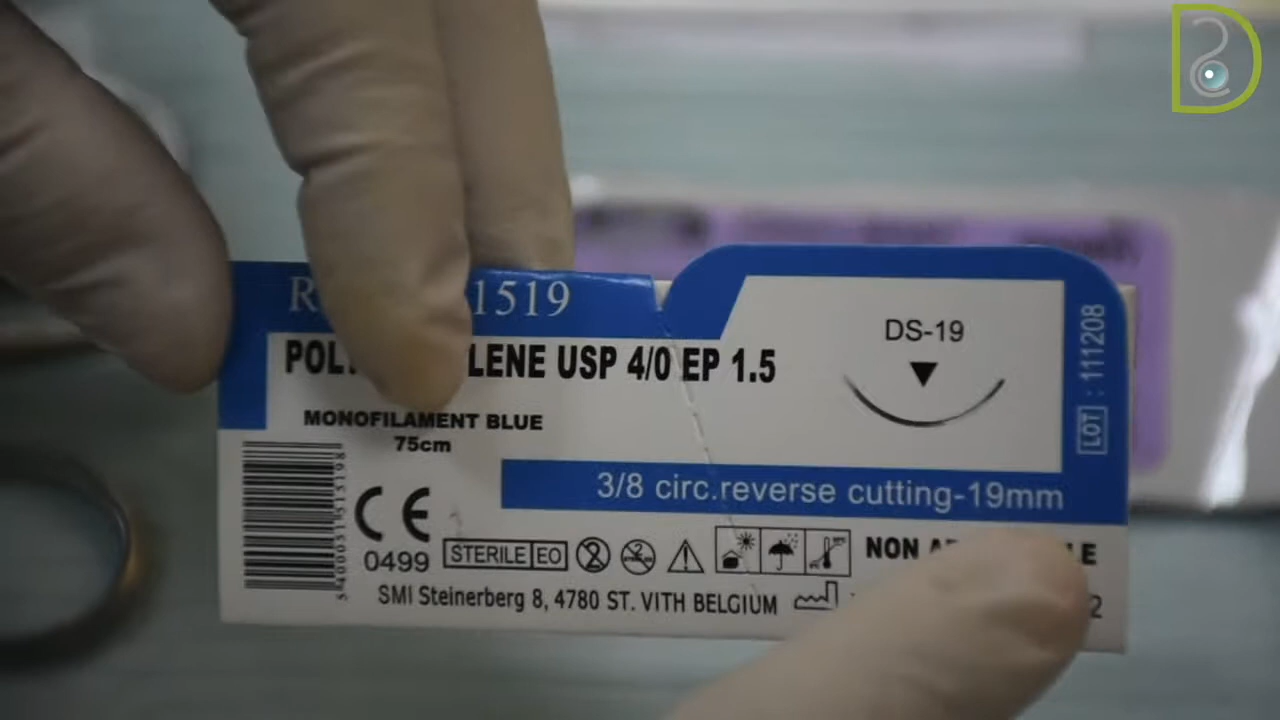 1519
USP 4/0 EP 1.5
MONOFILAMENT BLUE
75cm
DS-19
LOT : 111208
3/8 circ.reverse cutting-19mm
CE
0499
STERILE EO
2
NON
SMI Steinerberg 8, 4780 ST. VITH BELGIUM